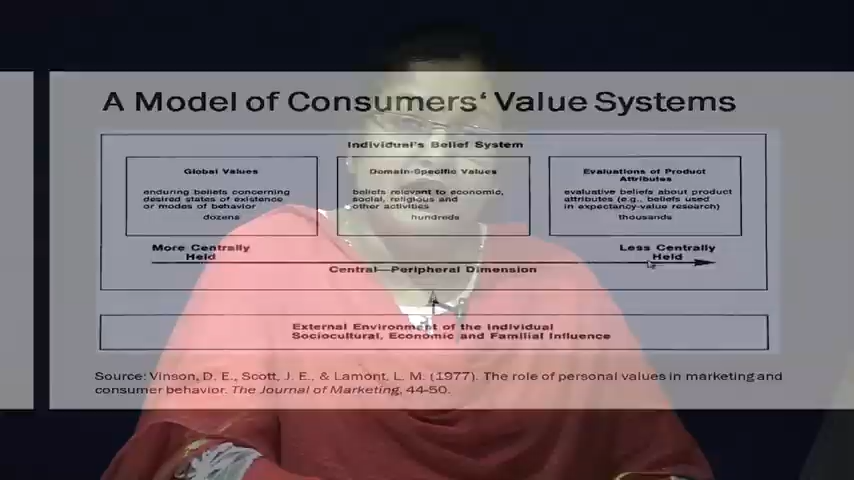 A Model of Consumers‘ Value Systems
Individual's Belief System
Global Values
enduring beliefs concerning
desired states of existence
or modes of behavior
dozens
Domain-Specific Values
beliefs relevant to economic,
social, religious and
other activities
hundreds
Evaluations of Product
Attributes
evaluative beliefs about product
attributes (e.g., beliefs used
in expectancy-value research)
thousands
More Centrally
Held
Less Centrally
Held
Central—Peripheral Dimension
External Environment of the Individual
Sociocultural, Economic and Familial Influence
Source: Vinson, D. E., Scott, J. E., & Lamont, L. M. (1977). The role of personal values in marketing and
consumer behavior. The Journal of Marketing, 44-50.